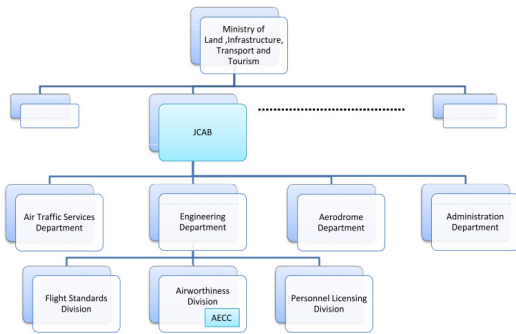 Ministry of
Land ,Infrastructure,
Transport and
Tourism
JCAB
Air Traffic Services
Department
Engineering
Department
Aerodrome
Department
Administration
Department
Flight Standards
Division
Airworthiness
Division
AECC
Personnel Licensing
Division